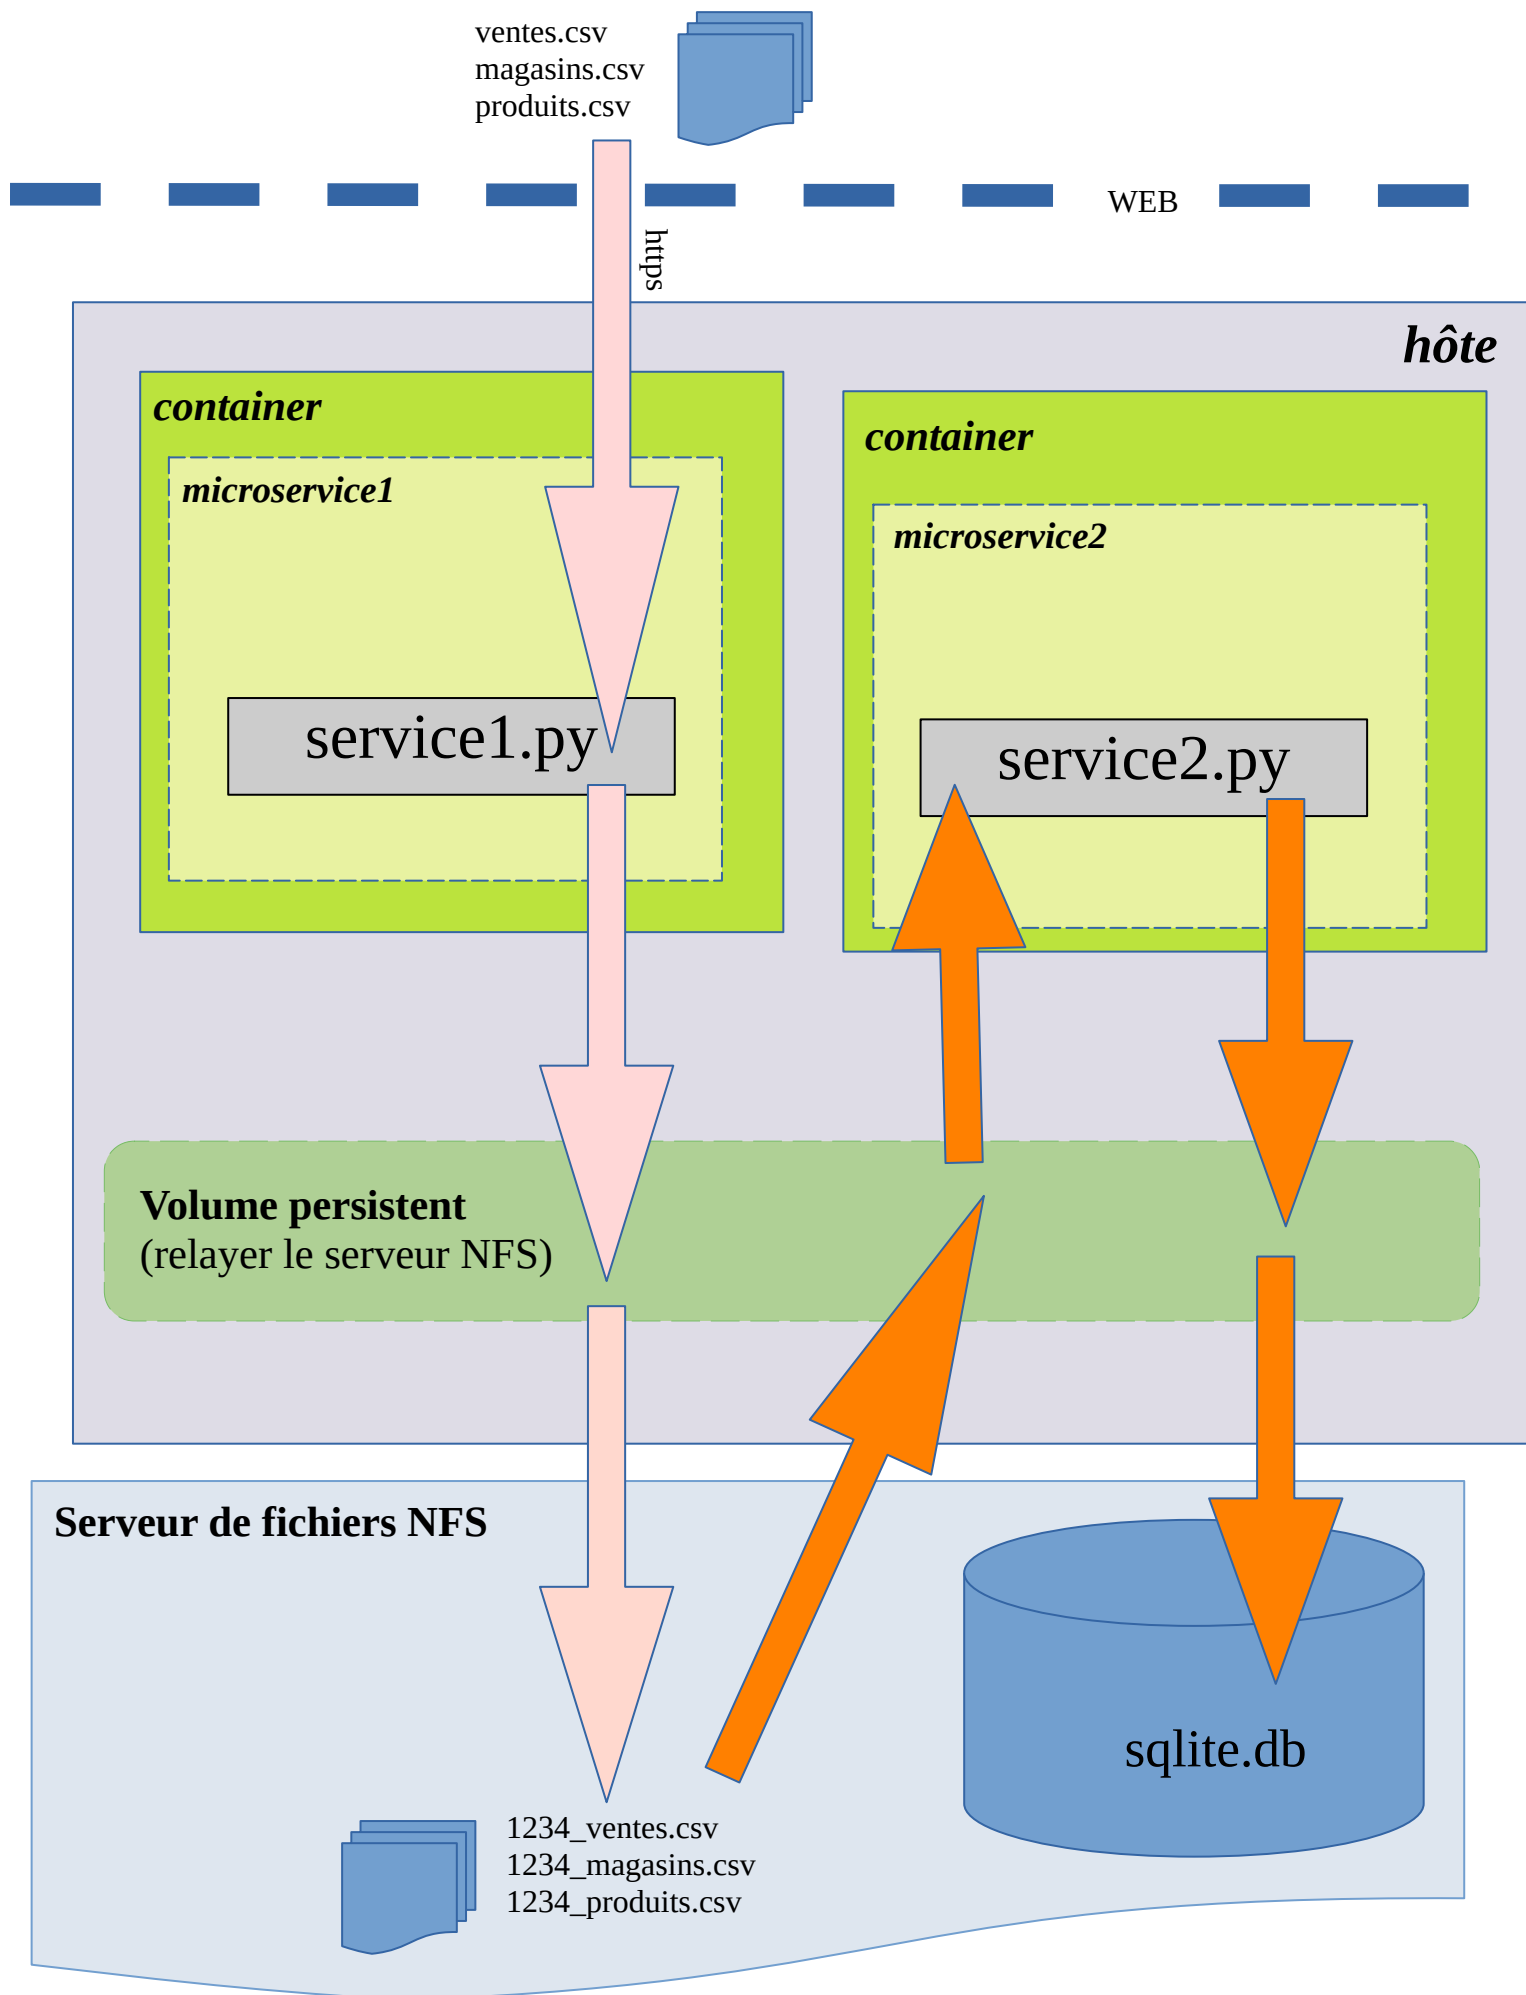 ventes.csv
magasins.csv
produits.csv
WEB
https
hôte
container
microservice1
service1.py
container
microservice2
service2.py
Volume persistent
(relayer le serveur NFS)
Serveur de fichiers NFS
sqlite.db
1234_ventes.csv
1234_magasins.csv
1234_produits.csv